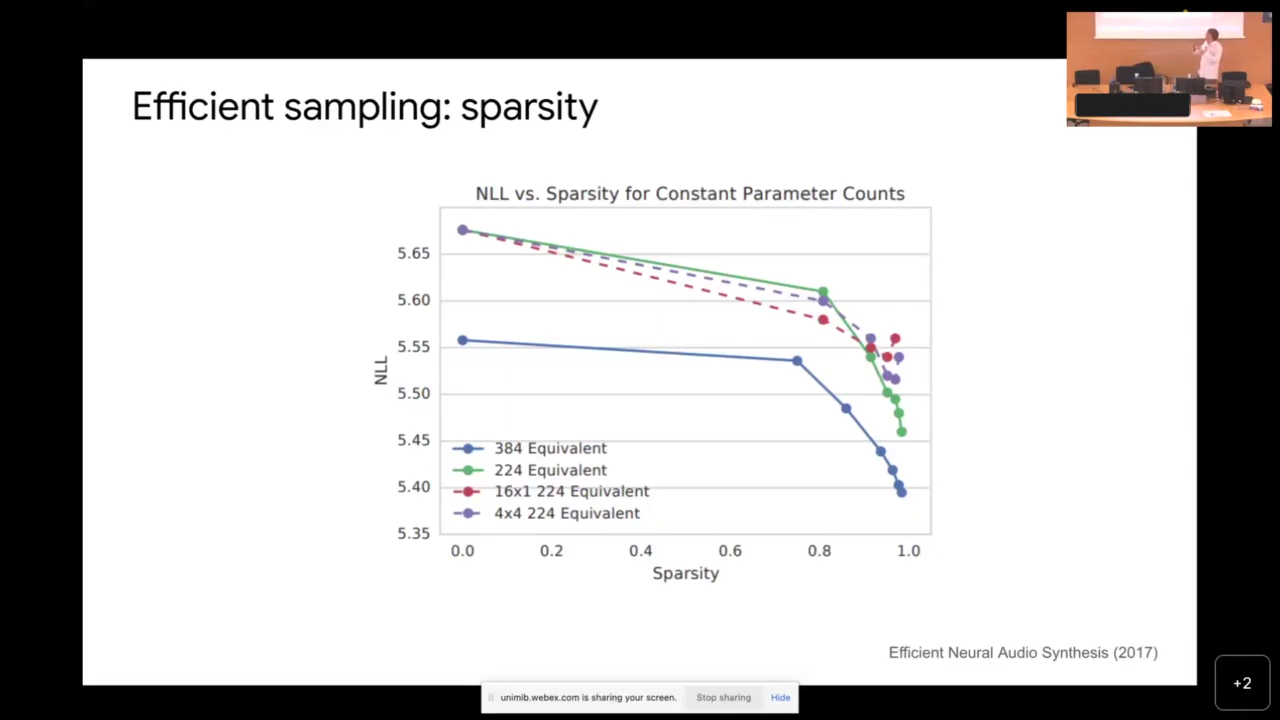 Efficient sampling: sparsity
NLL vs. Sparsity for Constant Parameter Counts
NLL
5.65
5.60
5.55
5.50
5.45
5.40
5.35
384 Equivalent
224 Equivalent
16x1 224 Equivalent
4x4 224 Equivalent
0.0 0.2 0.4 0.6 0.8 1.0
Sparsity
Efficient Neural Audio Synthesis (2017)
unimib.webex.com is sharing your screen. Stop sharing Hide
+2